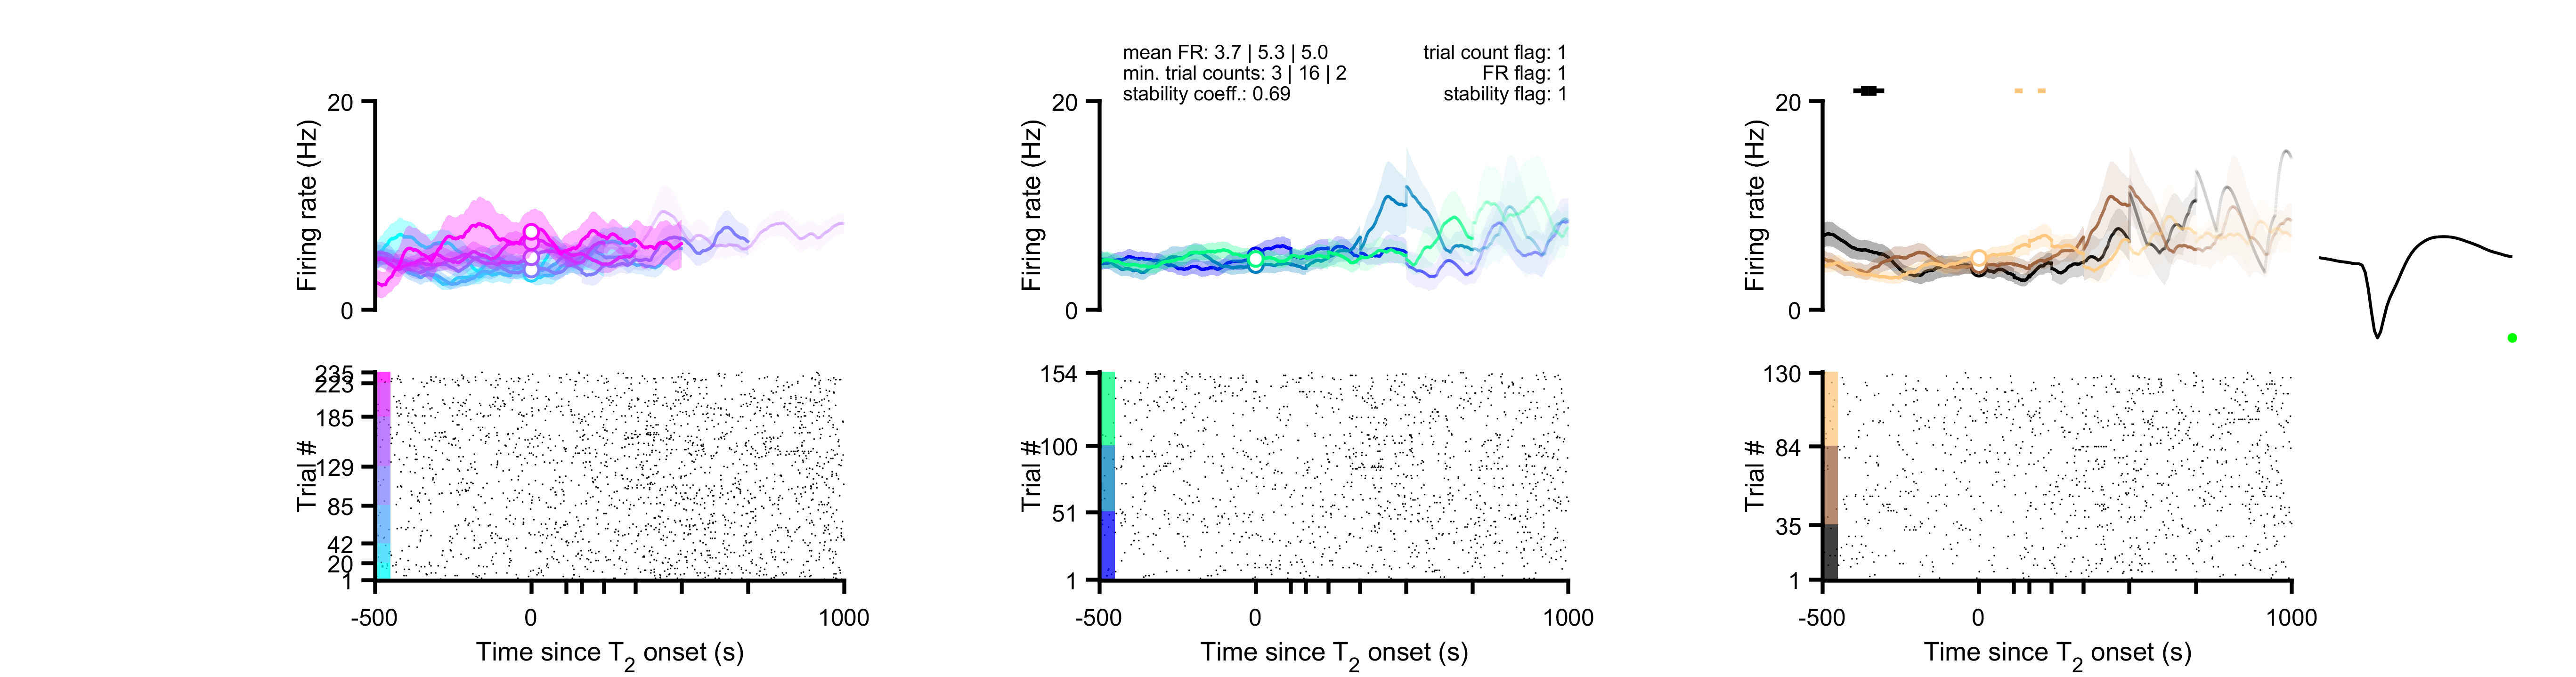 mean FR: 3.7 | 5.3 | 5.0
min. trial counts: 3 | 16 | 2
stability coeff.: 0.69
trial count flag: 1
FR flag: 1
stability flag: 1
20
0
Firing rate (Hz)
20
0
Firing rate (Hz)
20
0
Firing rate (Hz)
235
223
185
129
85
42
20
1
Trial #
-500
0
1000
Time since T2 onset (s)
154
100
51
1
Trial #
-500
0
1000
Time since T2 onset (s)
130
84
35
1
Trial #
-500
0
1000
Time since T2 onset (s)